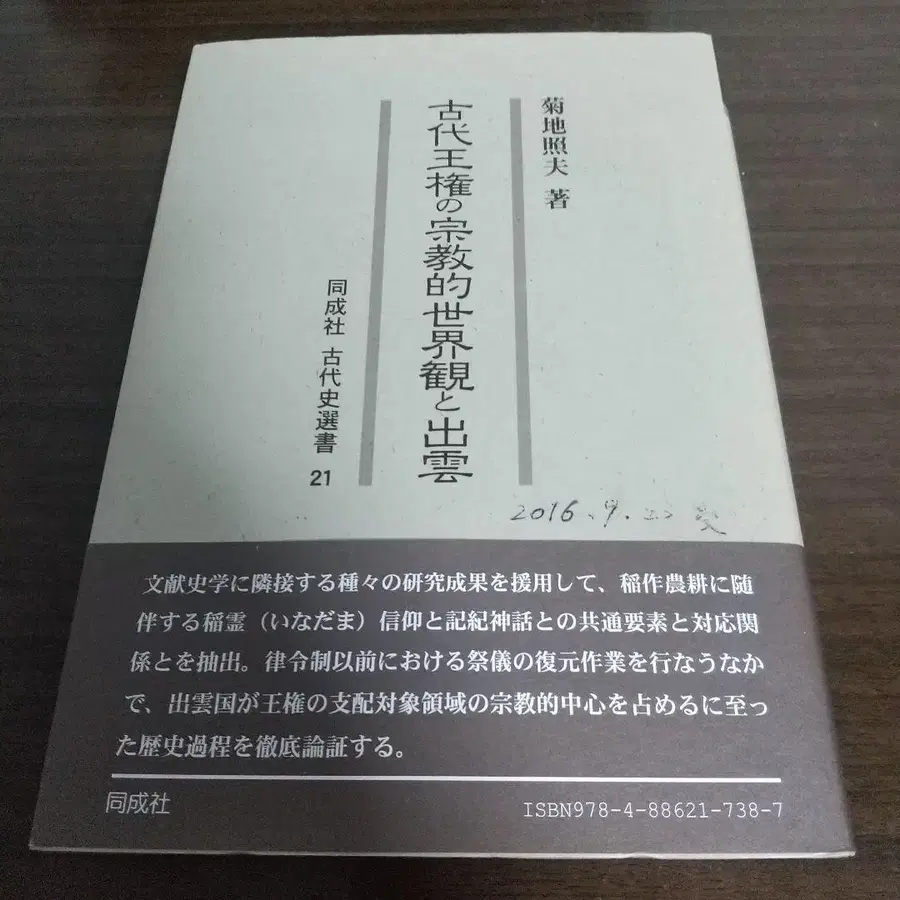 菊地照夫 著
古代王権の宗教的世界観と出雲
同成社 古代史選書 21
2016.9.
文献史学に隣接する種々の研究成果を援用して、稲作農耕に随
伴する稲霊（いなだま）信仰と記紀神話との共通要素と対応関
係とを抽出。律令制以前における祭儀の復元作業を行なうなか
で、出雲国が王権の支配対象領域の宗教的中心を占めるに至っ
た歴史過程を徹底論証する。
同成社
ISBN978-4-88621-738-7